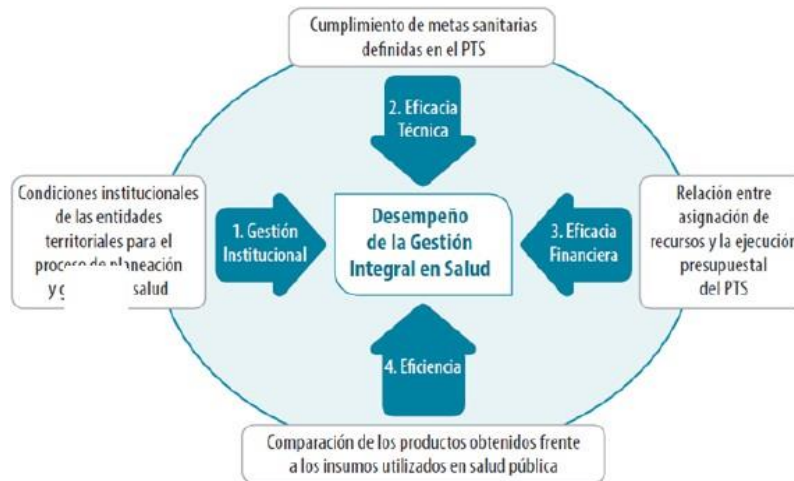 Cumplimiento de metas sanitarias
definidas en el PTS
2. Eficacia
Técnica
Condiciones institucionales
de las entidades
territoriales para el
proceso de planeación
y g salud
1. Gestión
Institucional
Desempeño
de la Gestión
Integral en Salud
3. Eficacia
Financiera
Relación entre
asignación de
recursos y la ejecución
presupuestal
del PTS
4. Eficiencia
Comparación de los productos obtenidos frente
a los insumos utilizados en salud pública